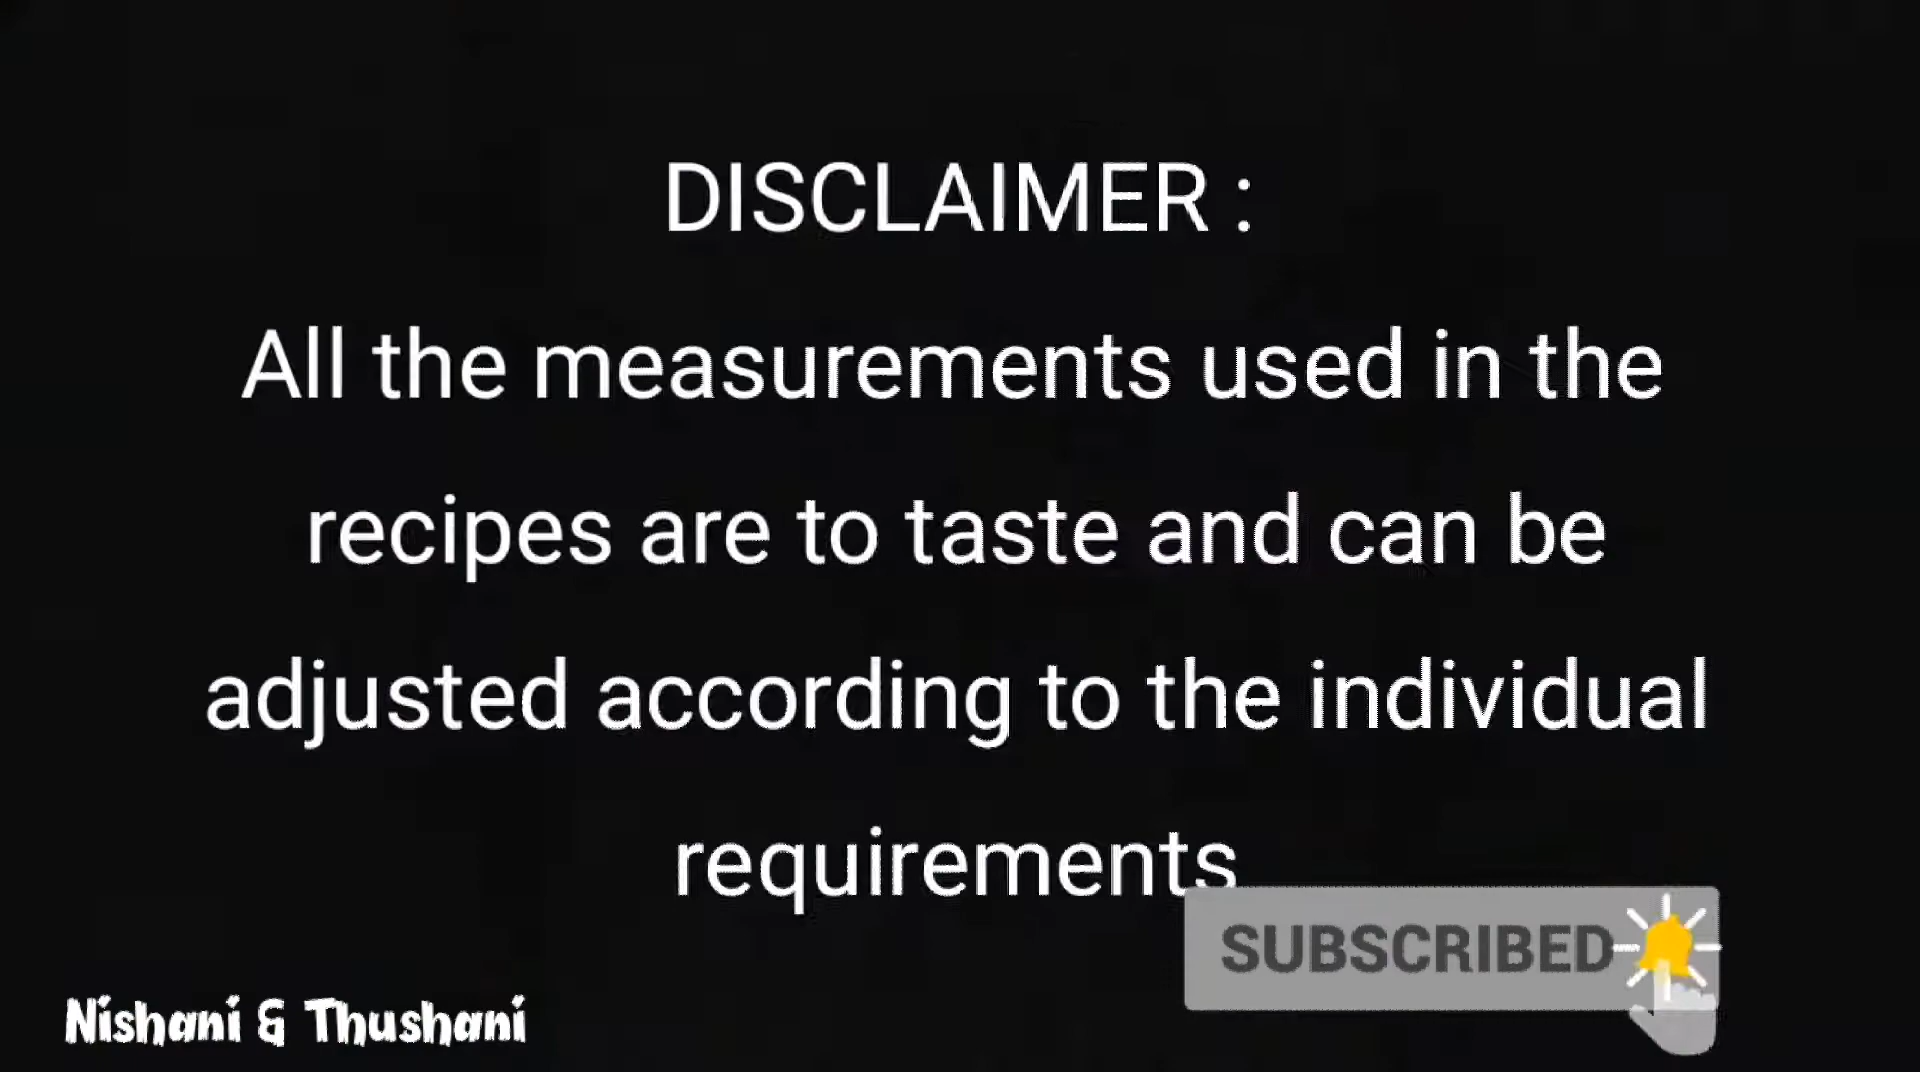 DISCLAIMER :
All the measurements used in the
recipes are to taste and can be
adjusted according to the individual
requirements
SUBSCRIBED
Nishani & Thushani